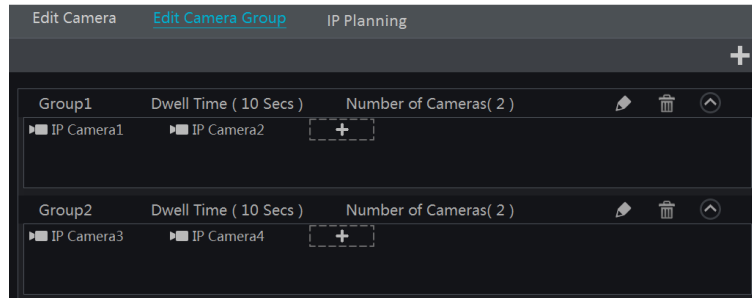 Edit Camera Edit Camera Group IP Planning
Group1 Dwell Time ( 10 Secs ) Number of Cameras( 2 )
IP Camera1 IP Camera2
Group2 Dwell Time ( 10 Secs ) Number of Cameras( 2 )
IP Camera3 IP Camera4